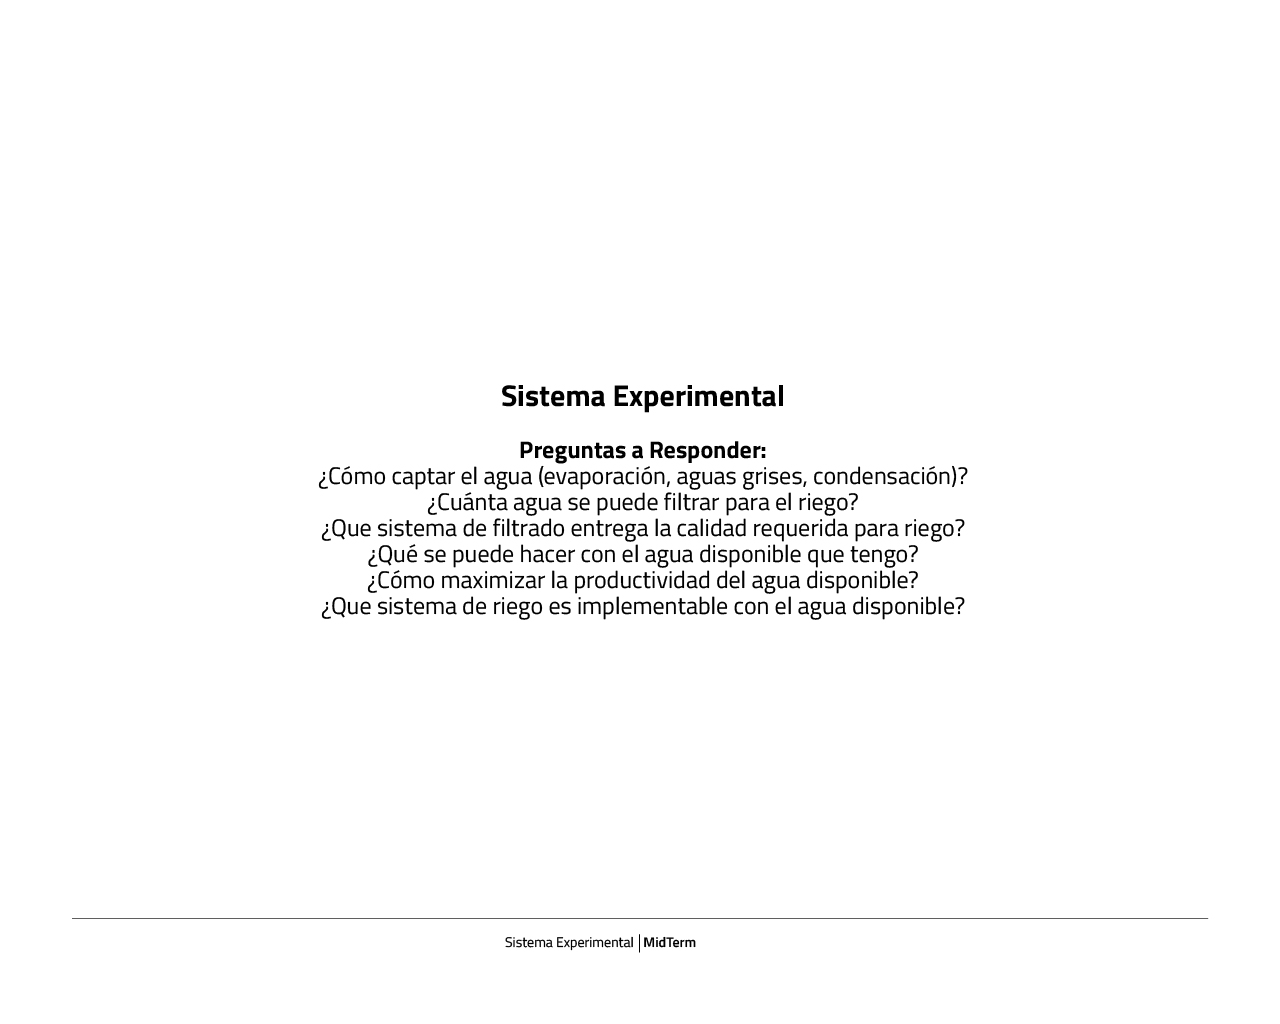 Sistema Experimental
Preguntas a Responder:
¿Cómo captar el agua (evaporación, aguas grises, condensación)?
¿Cuánta agua se puede filtrar para el riego?
¿Que sistema de filtrado entrega la calidad requerida para riego?
¿Qué se puede hacer con el agua disponible que tengo?
¿Cómo maximizar la productividad del agua disponible?
¿Que sistema de riego es implementable con el agua disponible?
Sistema Experimental | MidTerm